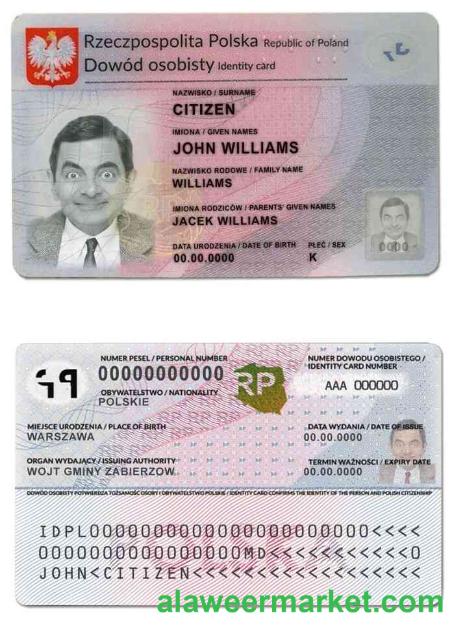 Rzeczpospolita Polska Republic of Poland
Dowód osobisty Identity card
NAZWISKO / SURNAME
CITIZEN
IMIONA / GIVEN NAMES
JOHN WILLIAMS
NAZWISKO RODOWE / FAMILY NAME
WILLIAMS
IMIONA RODZICÓW / PARENTS' GIVEN NAMES
JACEK WILLIAMS
DATA URODZENIA / DATE OF BIRTH PŁEĆ / SEX
00.00.0000 K
0000
NUMER PESEL / PERSONAL NUMBER
00000000000
OBYWATELSTWO / NATIONALITY
POLSKIE
RP
NUMER DOWODU OSOBISTEGO /
IDENTITY CARD NUMBER
AAA 000000
MIEJSCE URODZENIA / PLACE OF BIRTH
WARSZAWA
DATA WYDANIA / DATE OF ISSUE
00.00.0000
ORGAN WYDAJĄCY / ISSUING AUTHORITY
WOJT GMINY ZABIERZOW
TERMIN WAŻNOŚCI / EXPIRY DATE
00.00.0000
DOWÓD OSOBISTY POTWIERDZA TOŻSAMOŚĆ OSOBY I OBYWATELSTWO POLSKIE / IDENTITY CARD CONFIRMS THE IDENTITY OF THE PERSON AND POLISH CITIZENSHIP
IDPL0000000000000000000000<<<<
0000000000000000MD<<<<<<<<<<<0
JOHN<CITIZEN<<<<<<<<<<<<<<<<<<
alaweermarket.com